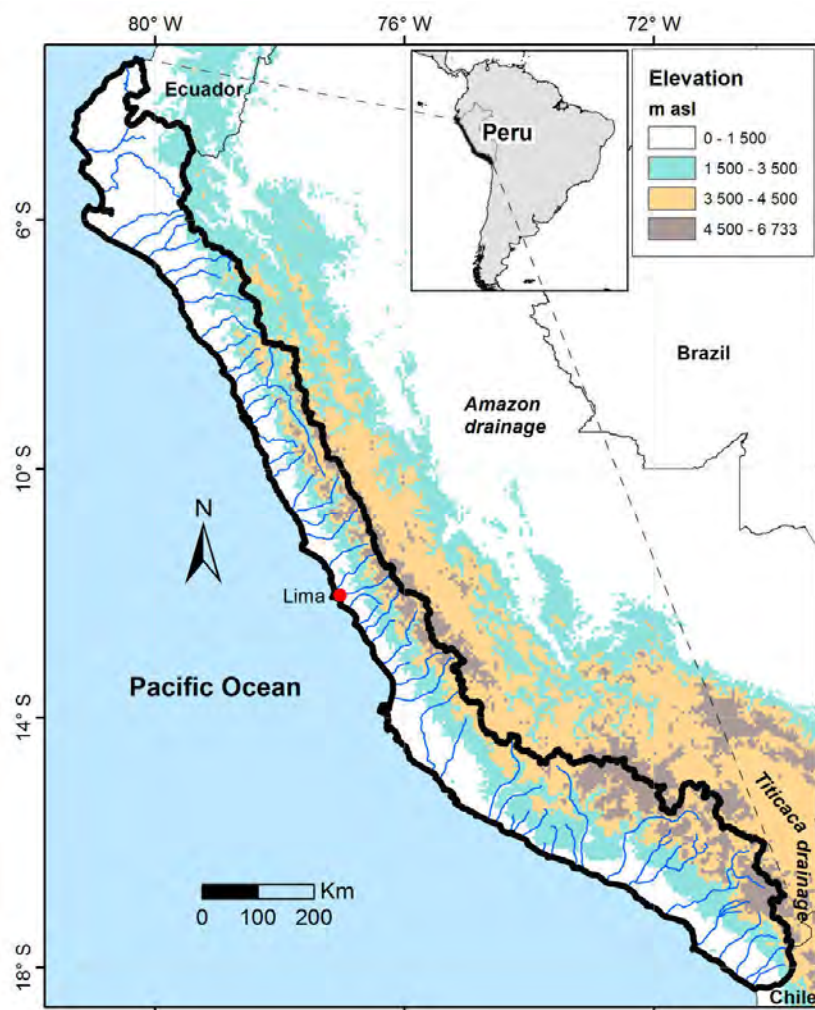 80° W
76° W
72° W
Ecuador
Peru
Elevation
m asl
0 - 1 500
1 500 - 3 500
3 500 - 4 500
4 500 - 6 733
6° S
Brazil
Amazon
drainage
10° S
N
Lima
Pacific Ocean
14° S
Titicaca
drainage
Km
0 100 200
18° S
Chile